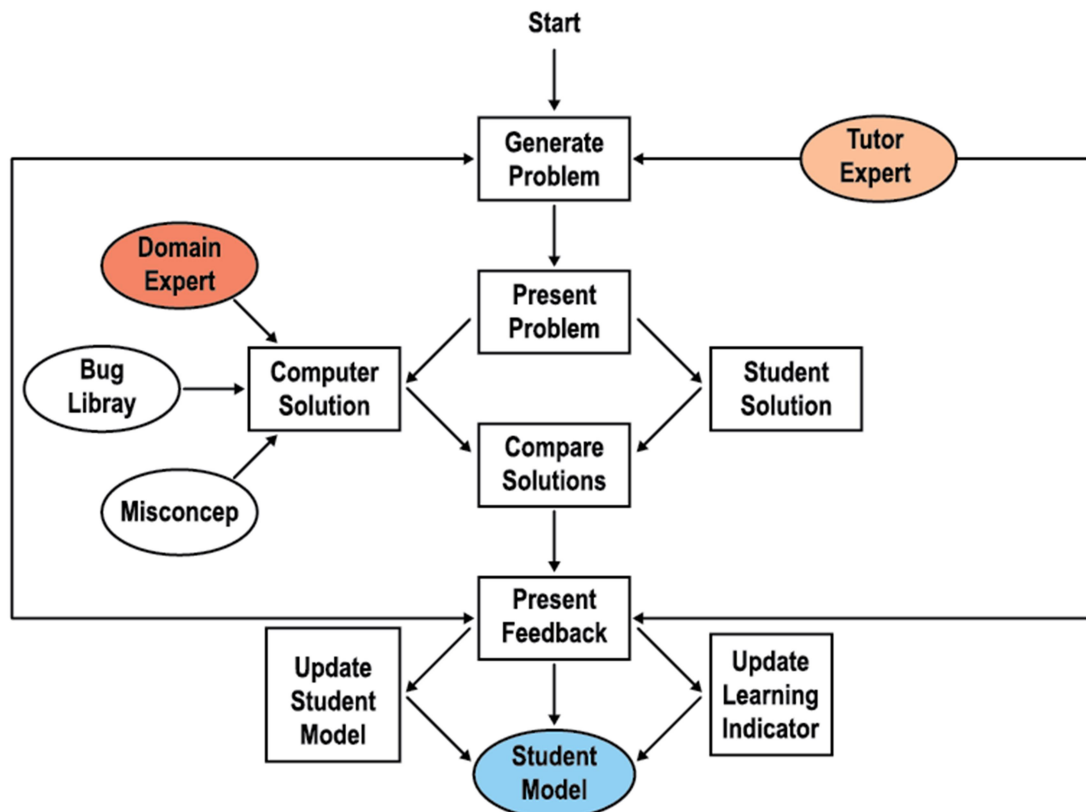 Start
Generate
Problem
Tutor
Expert
Domain
Expert
Present
Problem
Bug
Libray
Computer
Solution
Student
Solution
Compare
Solutions
Misconcep
Present
Feedback
Update
Student
Model
Update
Learning
Indicator
Student
Model